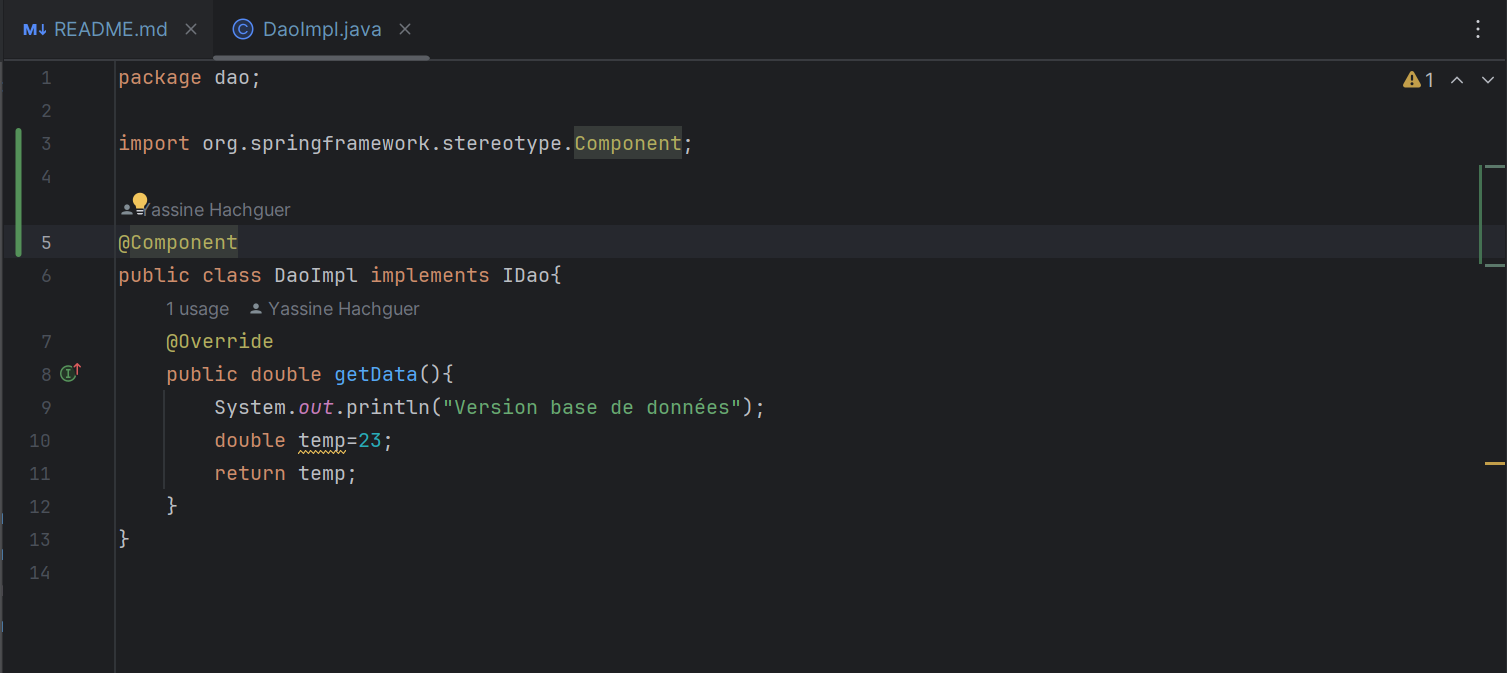 M↓ README.md × C DaoImpl.java ×
1 package dao; 1
2
3 import org.springframework.stereotype.Component;
4
Yassine Hachguer
5 @Component
6 public class DaoImpl implements IDao{
1 usage Yassine Hachguer
7 @Override
8 I public double getData(){
9 System.out.println("Version base de données");
10 double temp=23;
11 return temp;
12 }
13 }
14